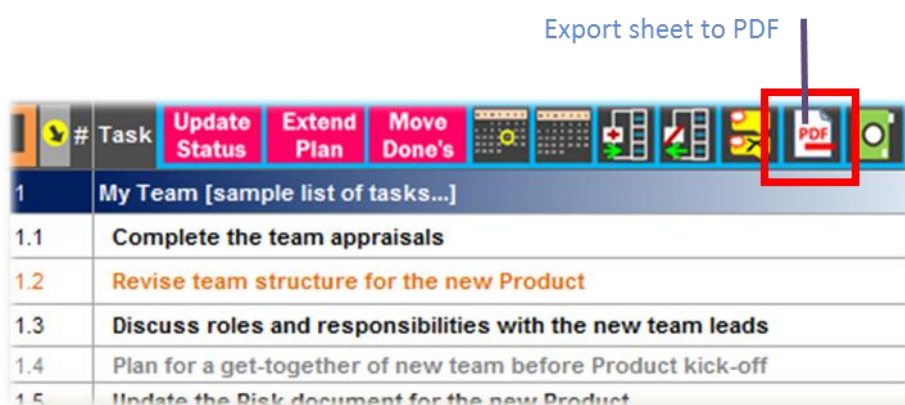 Export sheet to PDF
# Task Update Status Extend Plan Move Done's PDF
1 My Team [sample list of tasks...]
1.1 Complete the team appraisals
1.2 Revise team structure for the new Product
1.3 Discuss roles and responsibilities with the new team leads
1.4 Plan for a get-together of new team before Product kick-off
1.5 Update the Risk document for the new Product